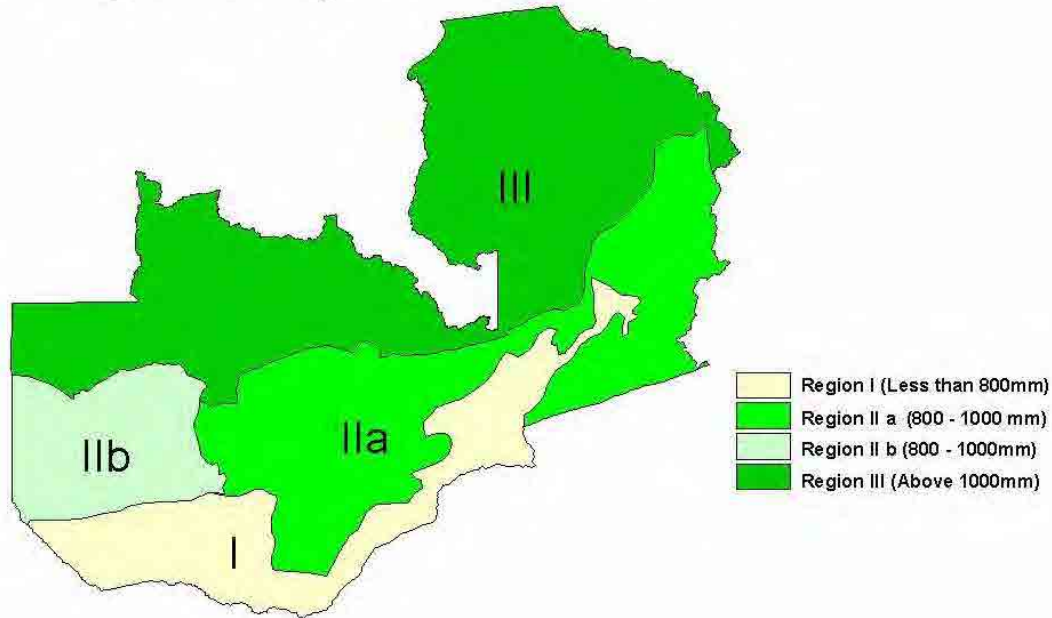 III
IIb
IIa
I
Region I (Less than 800mm)
Region II a (800 - 1000 mm)
Region II b (800 - 1000mm)
Region III (Above 1000mm)